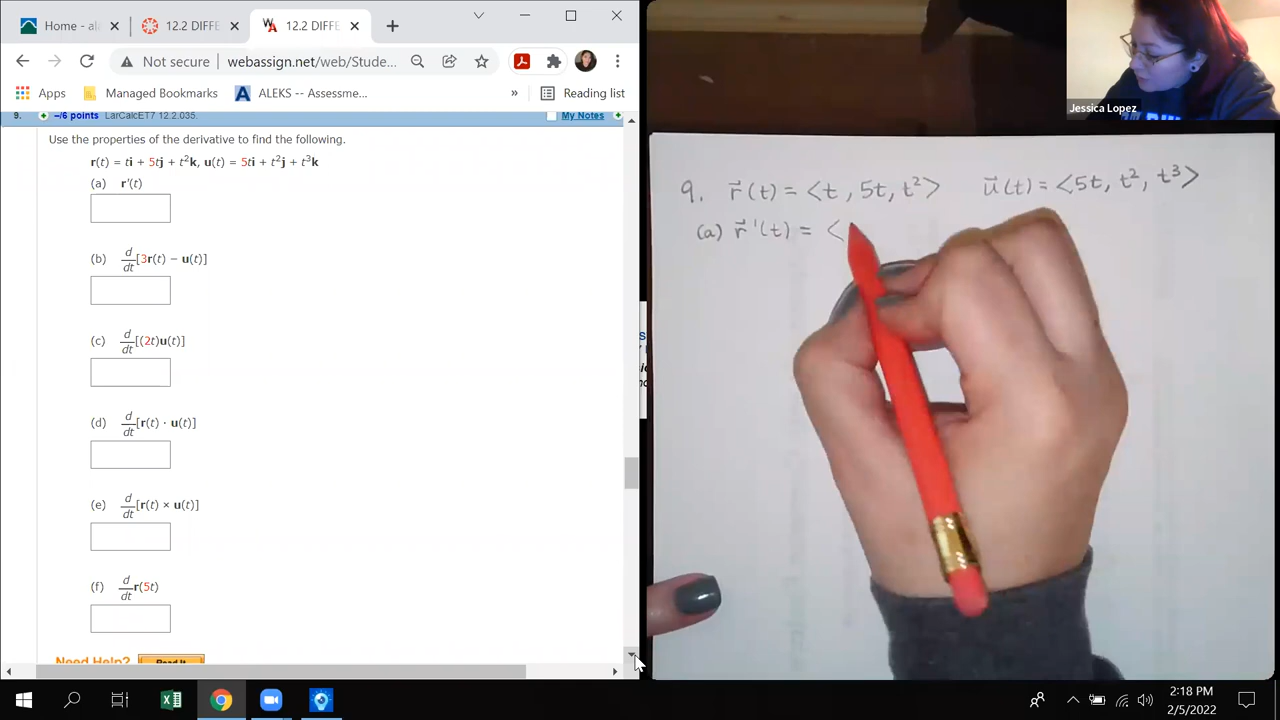 Home - ale
12.2 DIFFE
12.2 DIFFE
Not secure
webassign.net/web/Stude...
Apps
Managed Bookmarks
ALEKS -- Assessme...
»
Reading list
9.
–/6 points
LarCalcET7 12.2.035.
My Notes
Use the properties of the derivative to find the following.
r(t) = ti + 5tj + t²k, u(t) = 5ti + t²j + t³k
(a) r'(t)
(b) d/dt[3r(t) − u(t)]
(c) d/dt[(2t)u(t)]
(d) d/dt[r(t) · u(t)]
(e) d/dt[r(t) × u(t)]
(f) d/dt r(5t)
Need Help?
Read It
9. r⃗(t) = <t, 5t, t²> u⃗(t) = <5t, t², t³>
(a) r⃗'(t) = <
Jessica Lopez
2:18 PM
2/5/2022